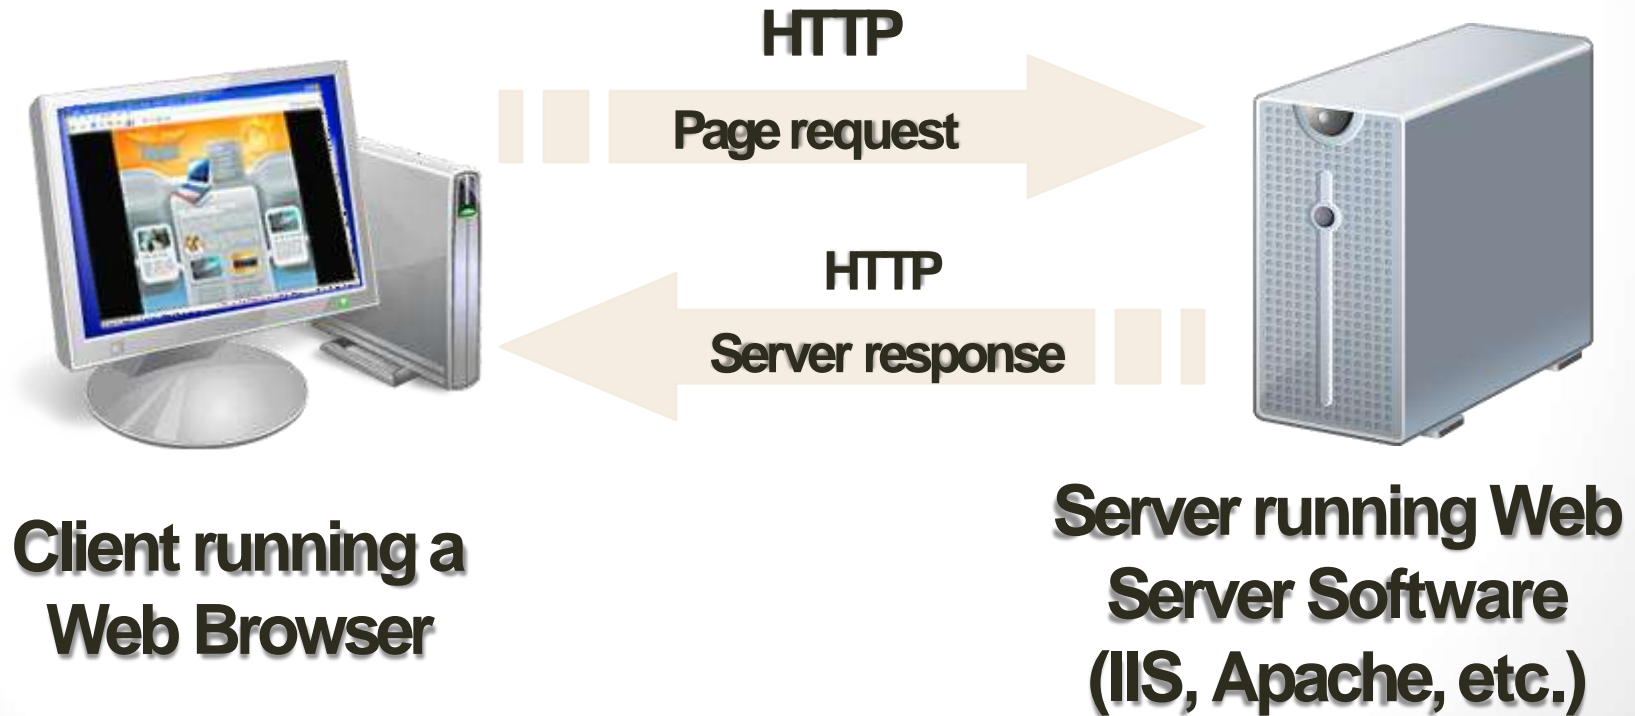 HTTP
Page request
HTTP
Server response
Client running a
Web Browser
Server running Web
Server Software
(IIS, Apache, etc.)